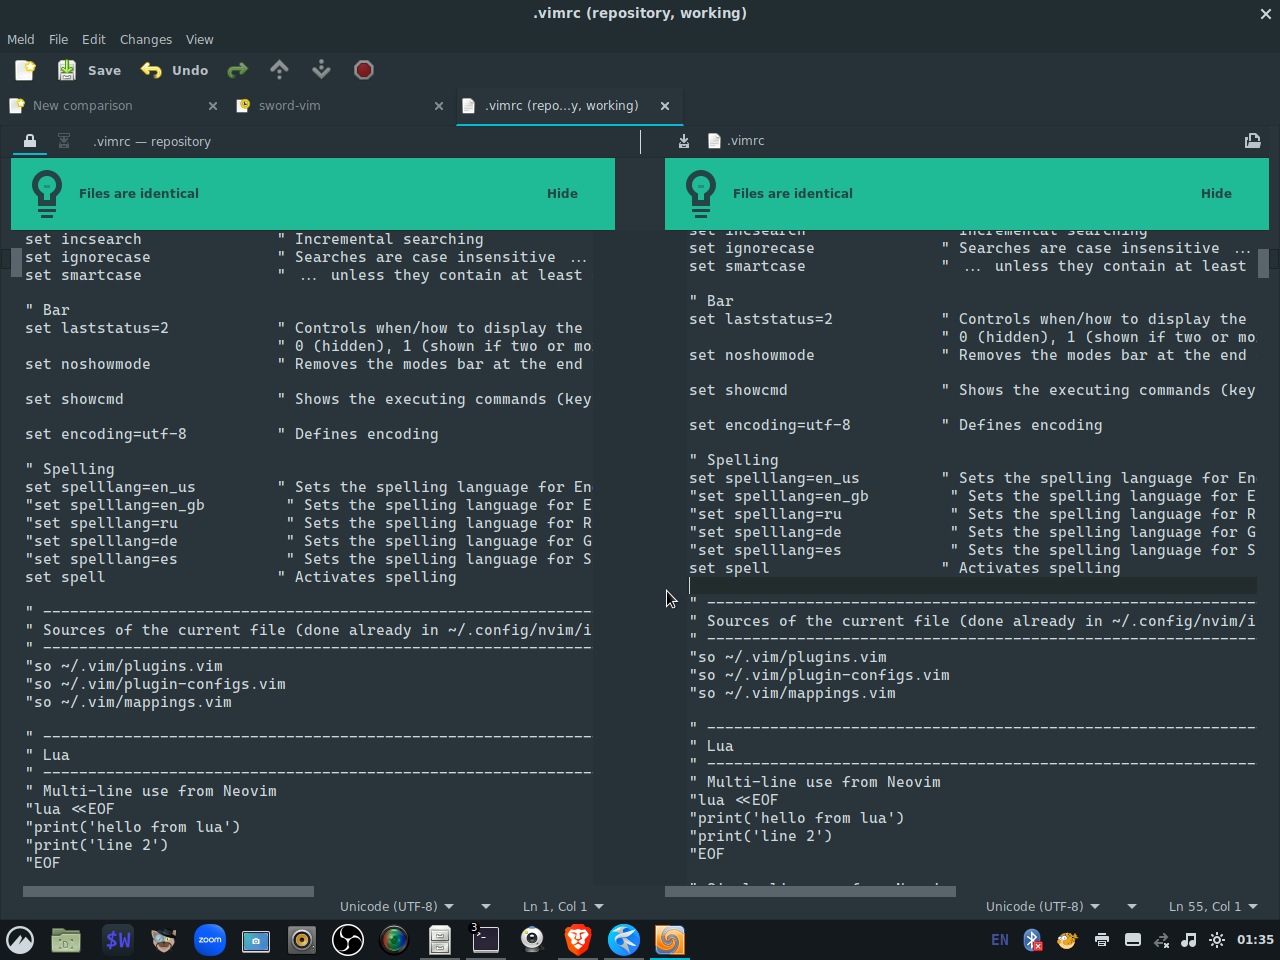 .vimrc (repository, working)
Meld File Edit Changes View
Save Undo
New comparison
sword-vim
.vimrc (repo...y, working)
.vimrc — repository
Files are identical
Hide
set incsearch " Incremental searching
set ignorecase " Searches are case insensitive ...
set smartcase " ... unless they contain at least
" Bar
set laststatus=2 " Controls when/how to display the
" 0 (hidden), 1 (shown if two or mo
set noshowmode " Removes the modes bar at the end
set showcmd " Shows the executing commands (key
set encoding=utf-8 " Defines encoding
" Spelling
set spelllang=en_us " Sets the spelling language for En
"set spelllang=en_gb " Sets the spelling language for E
"set spelllang=ru " Sets the spelling language for R
"set spelllang=de " Sets the spelling language for G
"set spelllang=es " Sets the spelling language for S
set spell " Activates spelling
" -------------------------------------------------------------
" Sources of the current file (done already in ~/.config/nvim/i
" -------------------------------------------------------------
"so ~/.vim/plugins.vim
"so ~/.vim/plugin-configs.vim
"so ~/.vim/mappings.vim
" -------------------------------------------------------------
" Lua
" -------------------------------------------------------------
" Multi-line use from Neovim
"lua <<EOF
"print('hello from lua')
"print('line 2')
"EOF
Unicode (UTF-8)
Ln 1, Col 1
.vimrc
Files are identical
Hide
set incsearch " Incremental searching
set ignorecase " Searches are case insensitive ...
set smartcase " ... unless they contain at least
" Bar
set laststatus=2 " Controls when/how to display the
" 0 (hidden), 1 (shown if two or mo
set noshowmode " Removes the modes bar at the end
set showcmd " Shows the executing commands (key
set encoding=utf-8 " Defines encoding
" Spelling
set spelllang=en_us " Sets the spelling language for En
"set spelllang=en_gb " Sets the spelling language for E
"set spelllang=ru " Sets the spelling language for R
"set spelllang=de " Sets the spelling language for G
"set spelllang=es " Sets the spelling language for S
set spell " Activates spelling
" -------------------------------------------------------------
" Sources of the current file (done already in ~/.config/nvim/i
" -------------------------------------------------------------
"so ~/.vim/plugins.vim
"so ~/.vim/plugin-configs.vim
"so ~/.vim/mappings.vim
" -------------------------------------------------------------
" Lua
" -------------------------------------------------------------
" Multi-line use from Neovim
"lua <<EOF
"print('hello from lua')
"print('line 2')
"EOF
Unicode (UTF-8)
Ln 55, Col 1
$W
zoom
3
EN
01:35